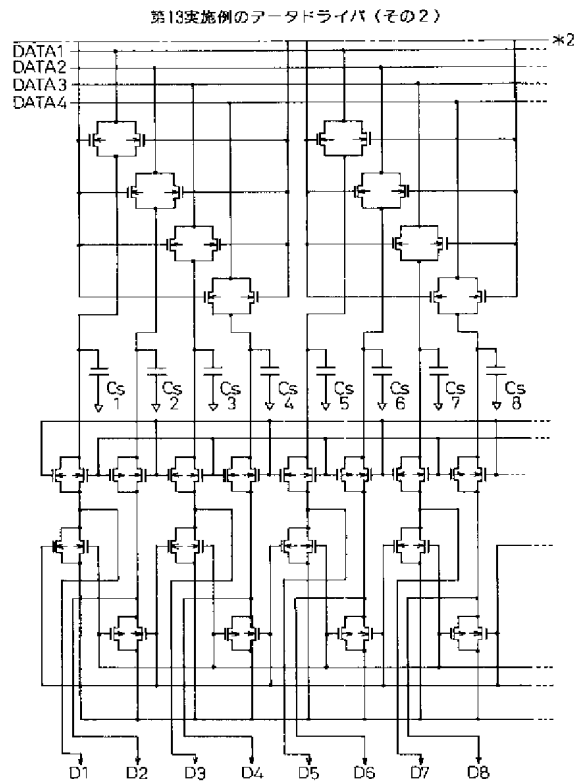 第13実施例のデータドライバ（その2）
*2
DATA1
DATA2
DATA3
DATA4
Cs Cs Cs Cs Cs Cs Cs Cs
1 2 3 4 5 6 7 8
D1 D2 D3 D4 D5 D6 D7 D8